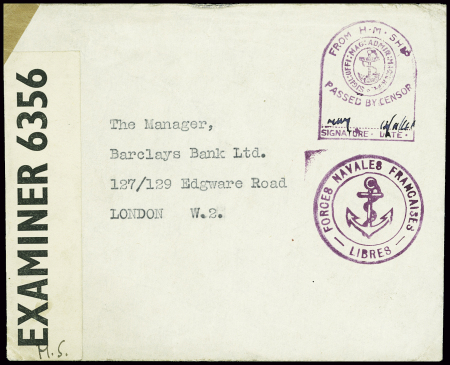 EXAMINER 6356
M.S.
FROM H·M·SHIP
PASSED BY CENSOR
SIGNATURE · DATE ·
The Manager,
Barclays Bank Ltd.
127/129 Edgware Road
LONDON W.2.
FORCES NAVALES FRANÇAISES
— LIBRES —